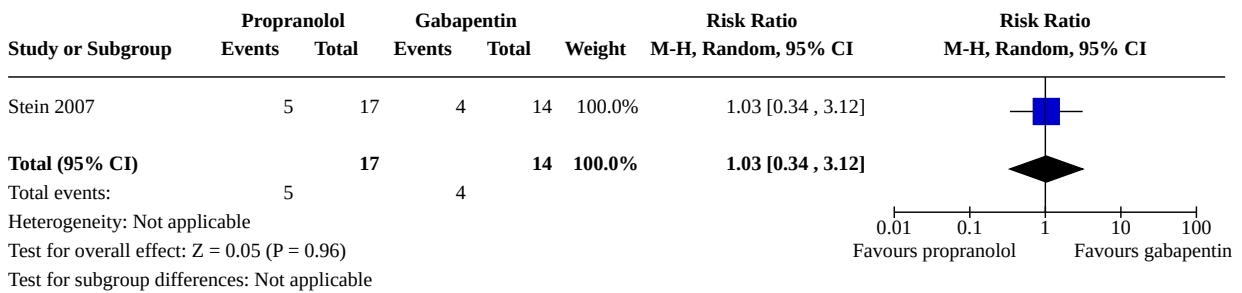 Propranolol Gabapentin Risk Ratio Risk Ratio
Study or Subgroup Events Total Events Total Weight M-H, Random, 95% CI M-H, Random, 95% CI
Stein 2007 5 17 4 14 100.0% 1.03 [0.34 , 3.12]
Total (95% CI) 17 14 100.0% 1.03 [0.34 , 3.12]
Total events: 5 4
Heterogeneity: Not applicable
0.01 0.1 1 10 100
Test for overall effect: Z = 0.05 (P = 0.96) Favours propranolol Favours gabapentin
Test for subgroup differences: Not applicable